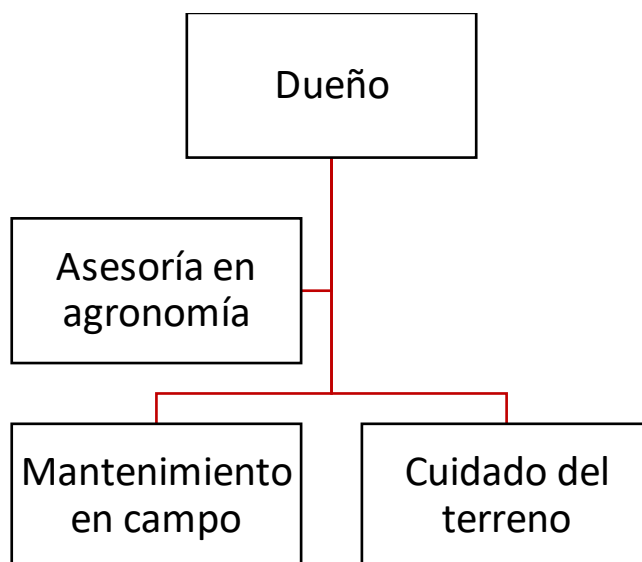 Dueño
Asesoría en
agronomía
Mantenimiento
en campo
Cuidado del
terreno